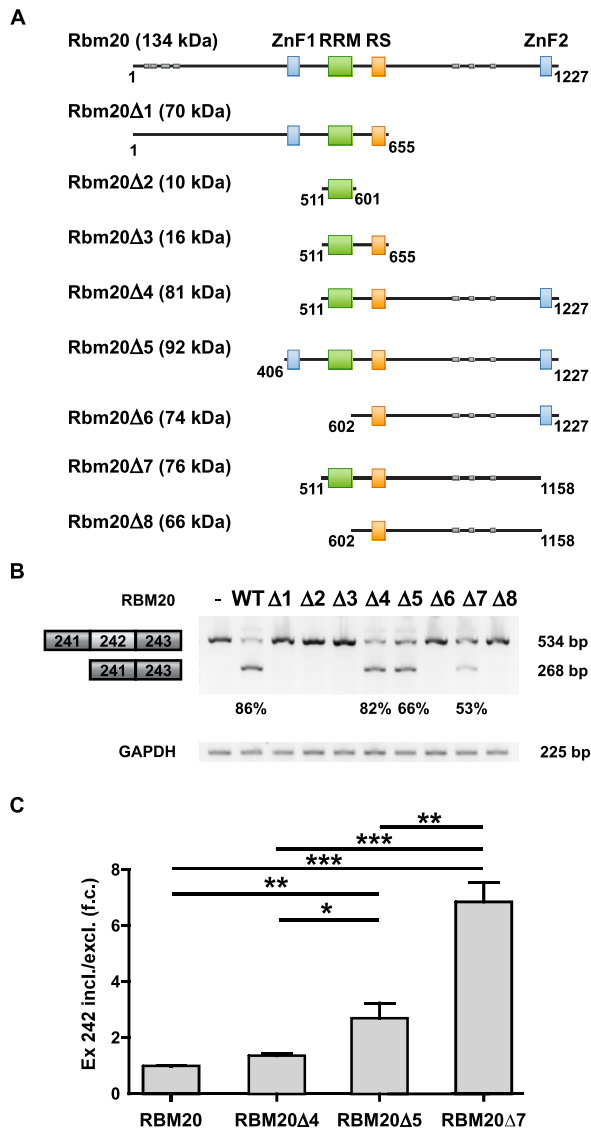 A
Rbm20 (134 kDa) ZnF1 RRM RS ZnF2
1 1227
Rbm20Δ1 (70 kDa)
1 655
Rbm20Δ2 (10 kDa)
511 601
Rbm20Δ3 (16 kDa)
511 655
Rbm20Δ4 (81 kDa)
511 1227
Rbm20Δ5 (92 kDa)
406 1227
Rbm20Δ6 (74 kDa)
602 1227
Rbm20Δ7 (76 kDa)
511 1158
Rbm20Δ8 (66 kDa)
602 1158
B
RBM20 - WT Δ1 Δ2 Δ3 Δ4 Δ5 Δ6 Δ7 Δ8
241 242 243 534 bp
241 243 268 bp
86% 82% 66% 53%
GAPDH 225 bp
C
**
***
***
**
*
8
6
4
2
0
Ex 242 incl./excl. (f.c.)
RBM20 RBM20Δ4 RBM20Δ5 RBM20Δ7